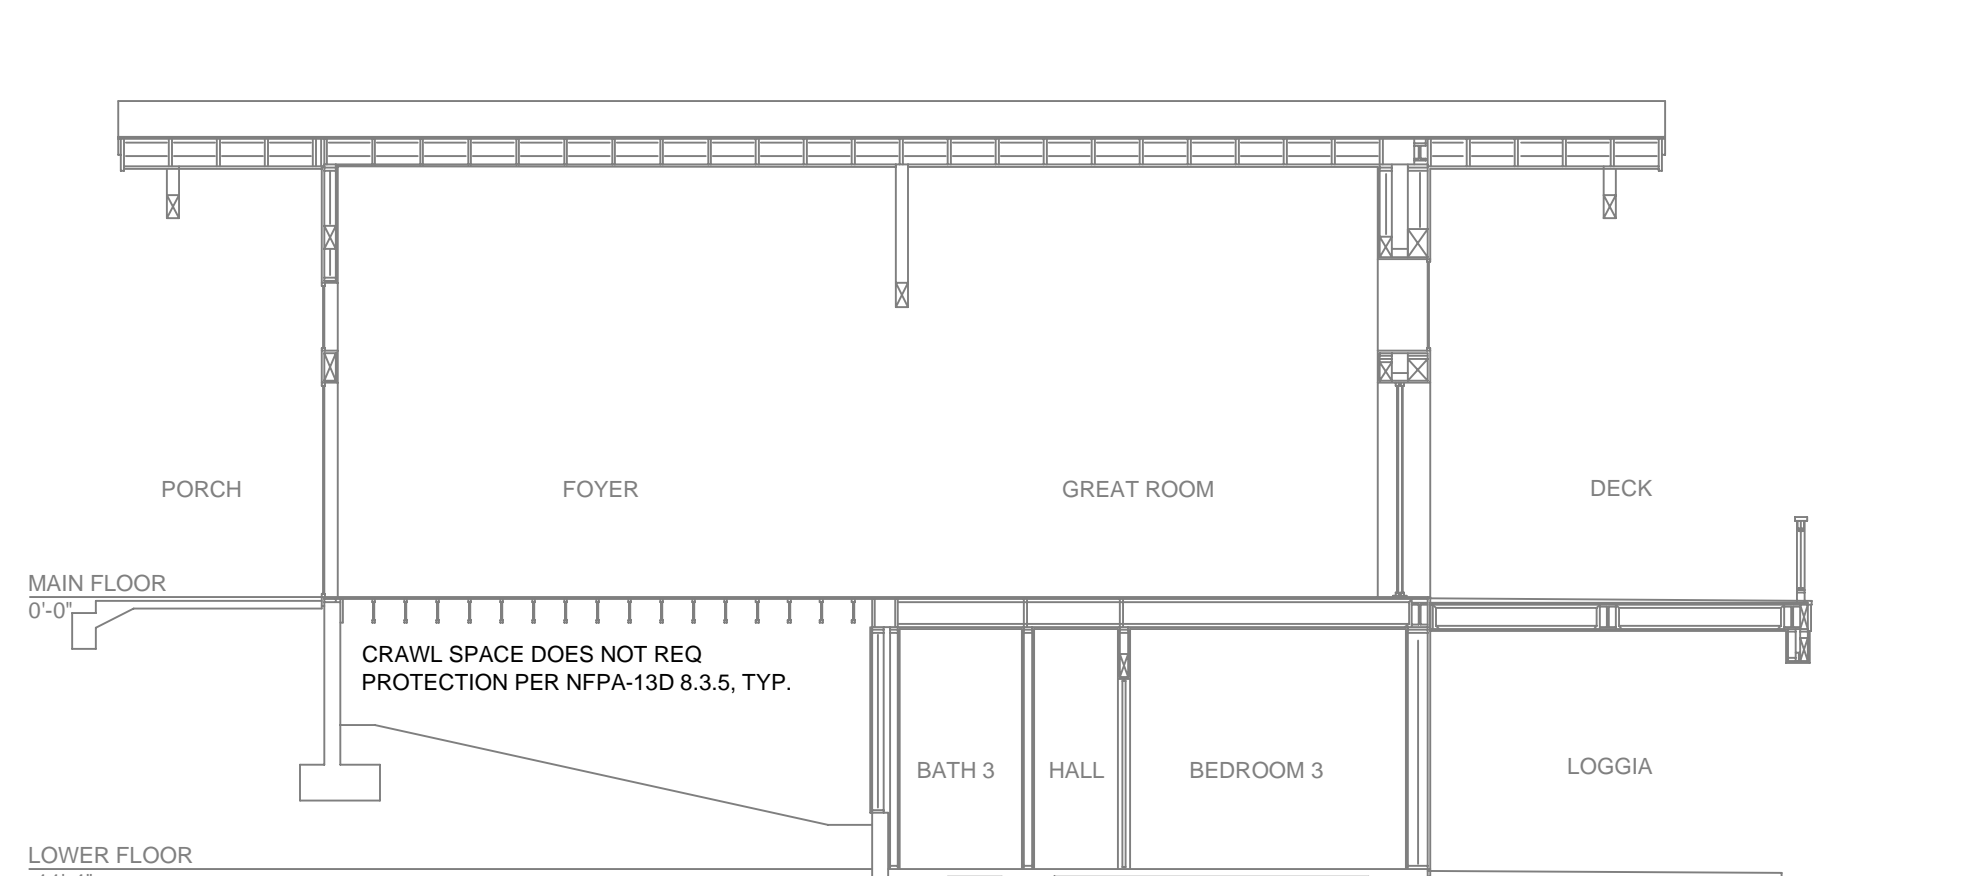 PORCH
FOYER
GREAT ROOM
DECK
MAIN FLOOR
0'-0"
CRAWL SPACE DOES NOT REQ
PROTECTION PER NFPA-13D 8.3.5, TYP.
BATH 3
HALL
BEDROOM 3
LOGGIA
LOWER FLOOR